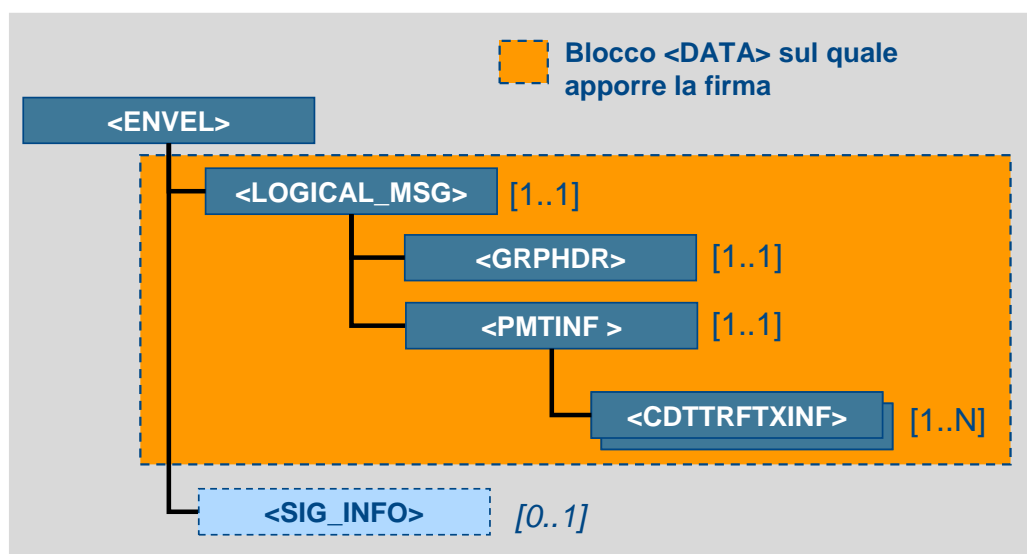 Blocco <DATA> sul quale
apporre la firma
<ENVEL>
<LOGICAL_MSG> [1..1]
<GRPHDR> [1..1]
<PMTINF > [1..1]
<CDTTRFTXINF> [1..N]
<SIG_INFO> [0..1]